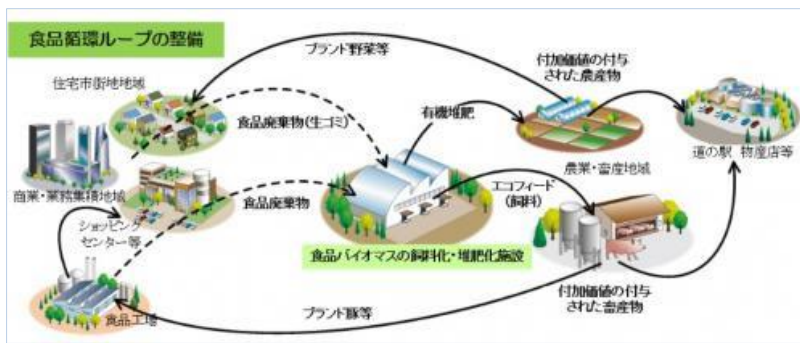 食品循環ループの整備
住宅市街地地域
ブランド野菜等
付加価値の付与
された農産物
食品廃棄物(生ゴミ)
有機堆肥
道の駅 物産店等
商業・業務集積地域
食品廃棄物
農業・畜産地域
エコフィード
(飼料)
ショッピング
センター等
食品バイオマスの飼料化・堆肥化施設
食品工場
ブランド豚等
付加価値の付与
された畜産物